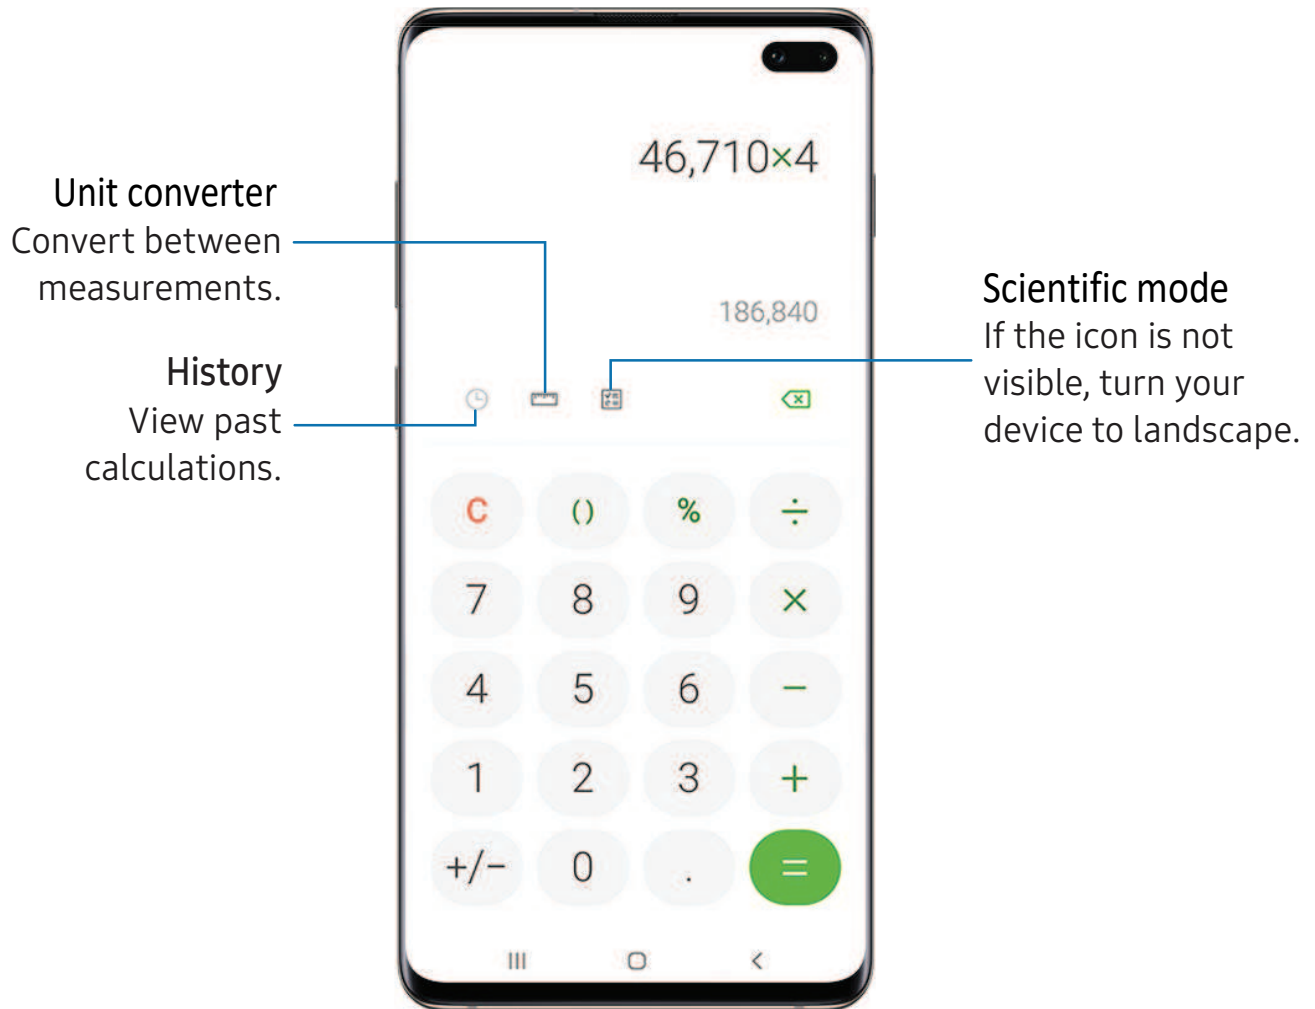 46,710×4
Unit converter
Convert between
measurements.
186,840
Scientific mode
If the icon is not
visible, turn your
device to landscape.
History
View past
calculations.
C () % ÷
7 8 9 ×
4 5 6 −
1 2 3 +
+/− 0 . =